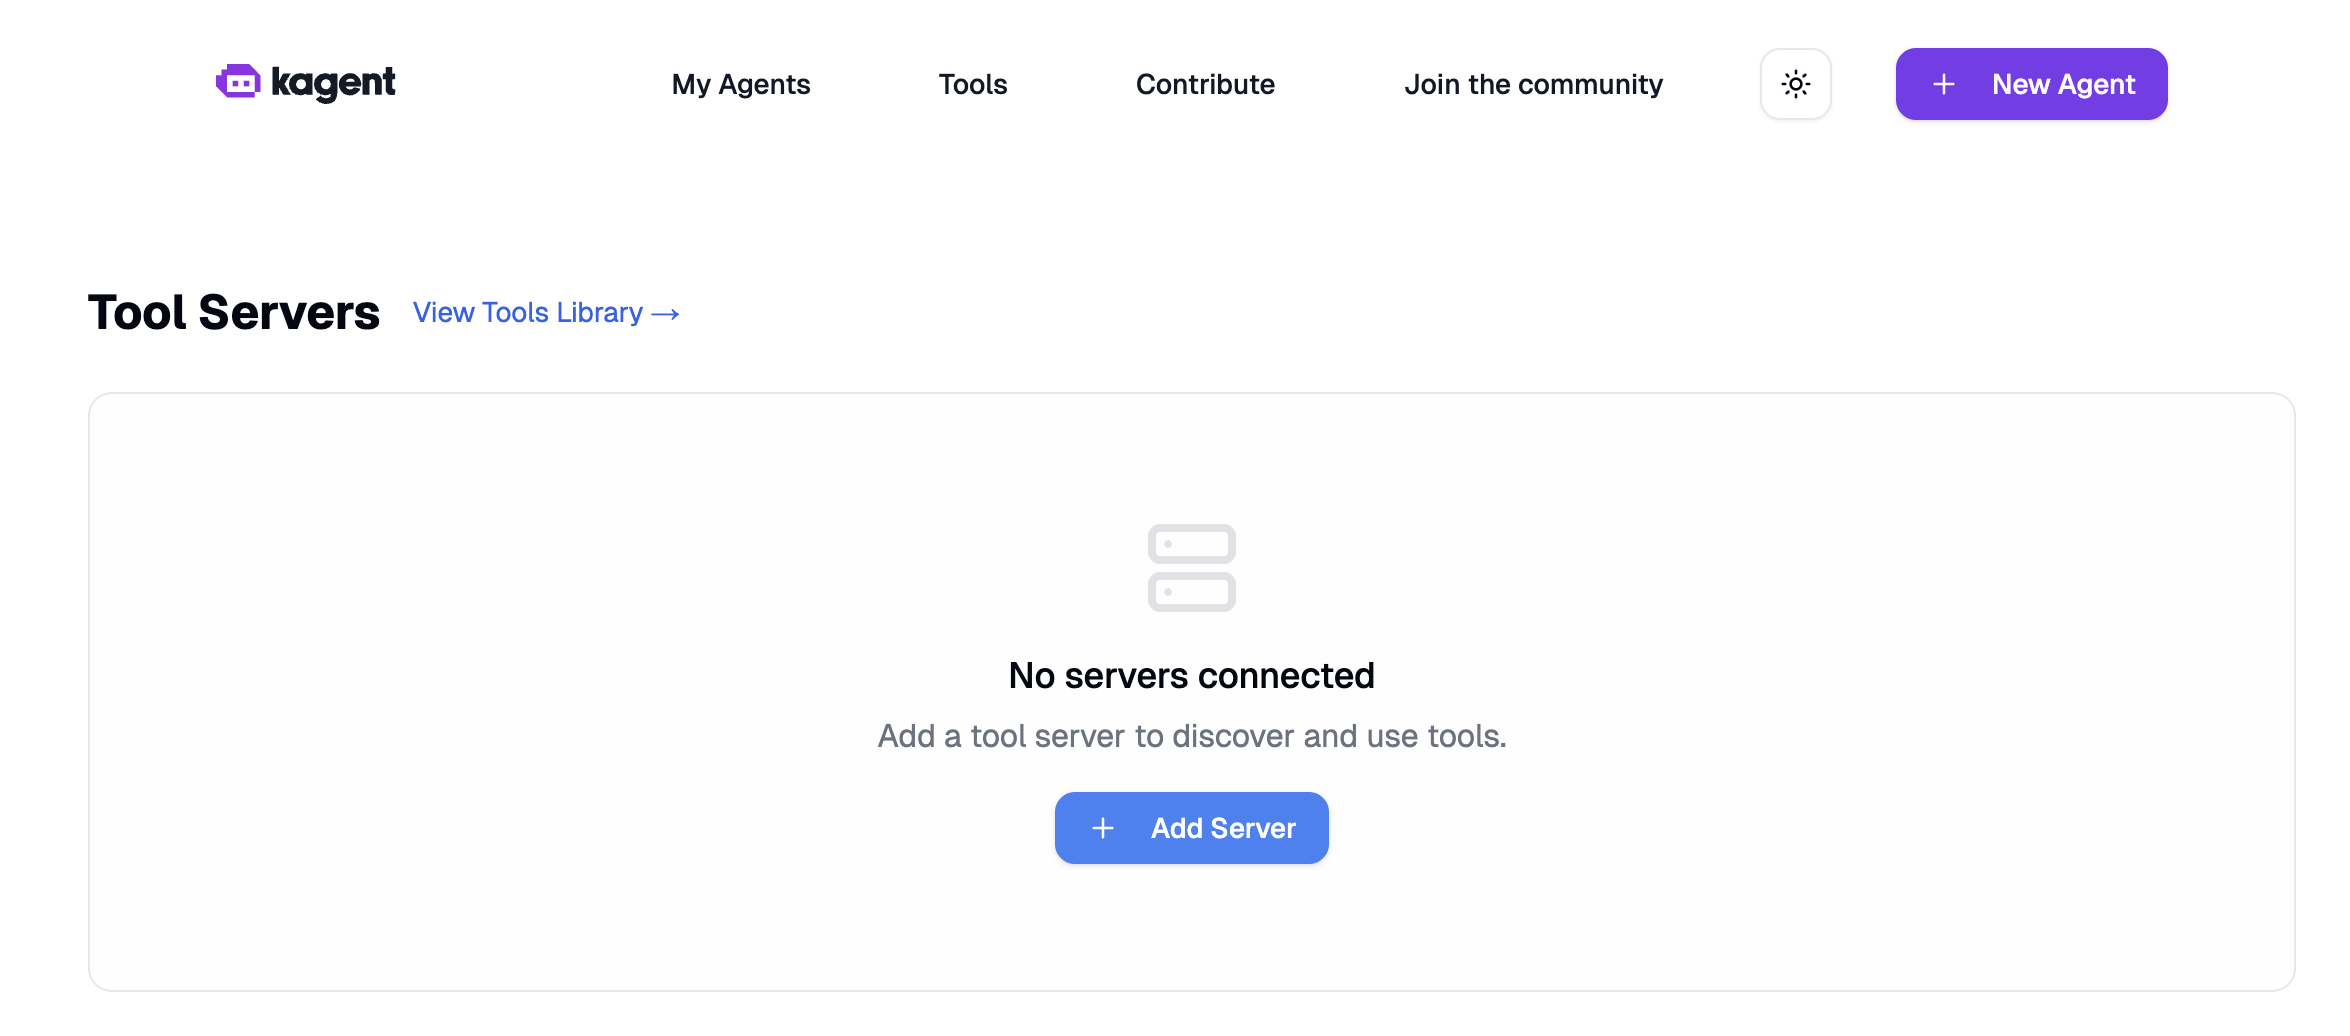 kagent
My Agents
Tools
Contribute
Join the community
New Agent
Tool Servers
View Tools Library →
No servers connected
Add a tool server to discover and use tools.
Add Server